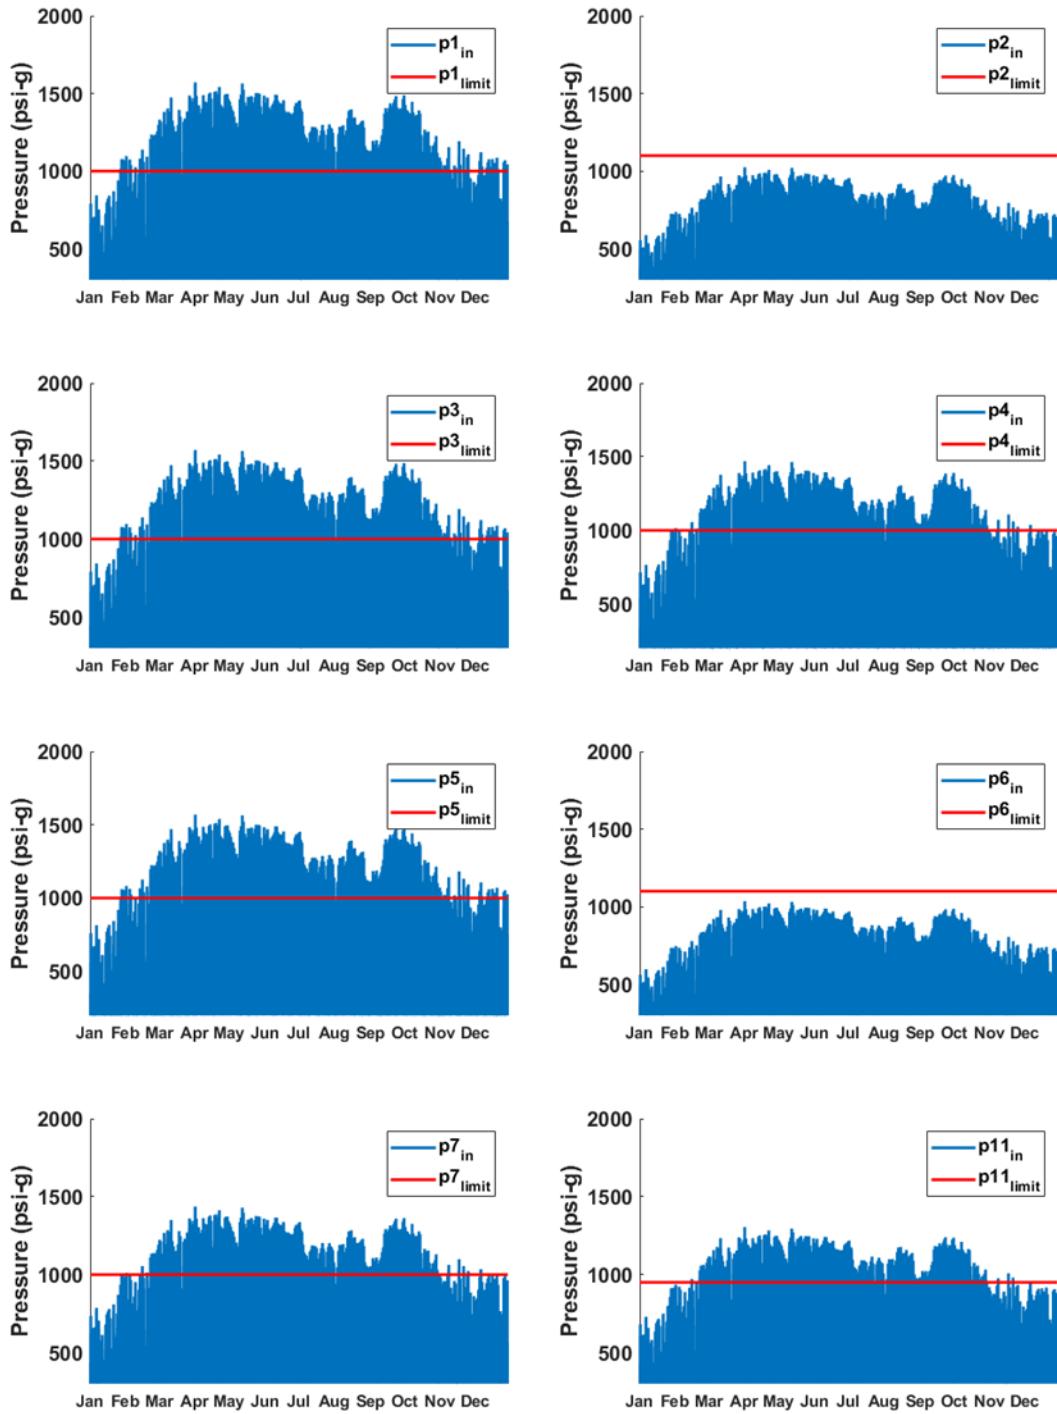 2000
1500
1000
500
Pressure (psi-g)
p1in
p1limit
Jan Feb Mar Apr May Jun Jul Aug Sep Oct Nov Dec
2000
1500
1000
500
Pressure (psi-g)
p2in
p2limit
Jan Feb Mar Apr May Jun Jul Aug Sep Oct Nov Dec
2000
1500
1000
500
Pressure (psi-g)
p3in
p3limit
Jan Feb Mar Apr May Jun Jul Aug Sep Oct Nov Dec
2000
1500
1000
500
Pressure (psi-g)
p4in
p4limit
Jan Feb Mar Apr May Jun Jul Aug Sep Oct Nov Dec
2000
1500
1000
500
Pressure (psi-g)
p5in
p5limit
Jan Feb Mar Apr May Jun Jul Aug Sep Oct Nov Dec
2000
1500
1000
500
Pressure (psi-g)
p6in
p6limit
Jan Feb Mar Apr May Jun Jul Aug Sep Oct Nov Dec
2000
1500
1000
500
Pressure (psi-g)
p7in
p7limit
Jan Feb Mar Apr May Jun Jul Aug Sep Oct Nov Dec
2000
1500
1000
500
Pressure (psi-g)
p11in
p11limit
Jan Feb Mar Apr May Jun Jul Aug Sep Oct Nov Dec